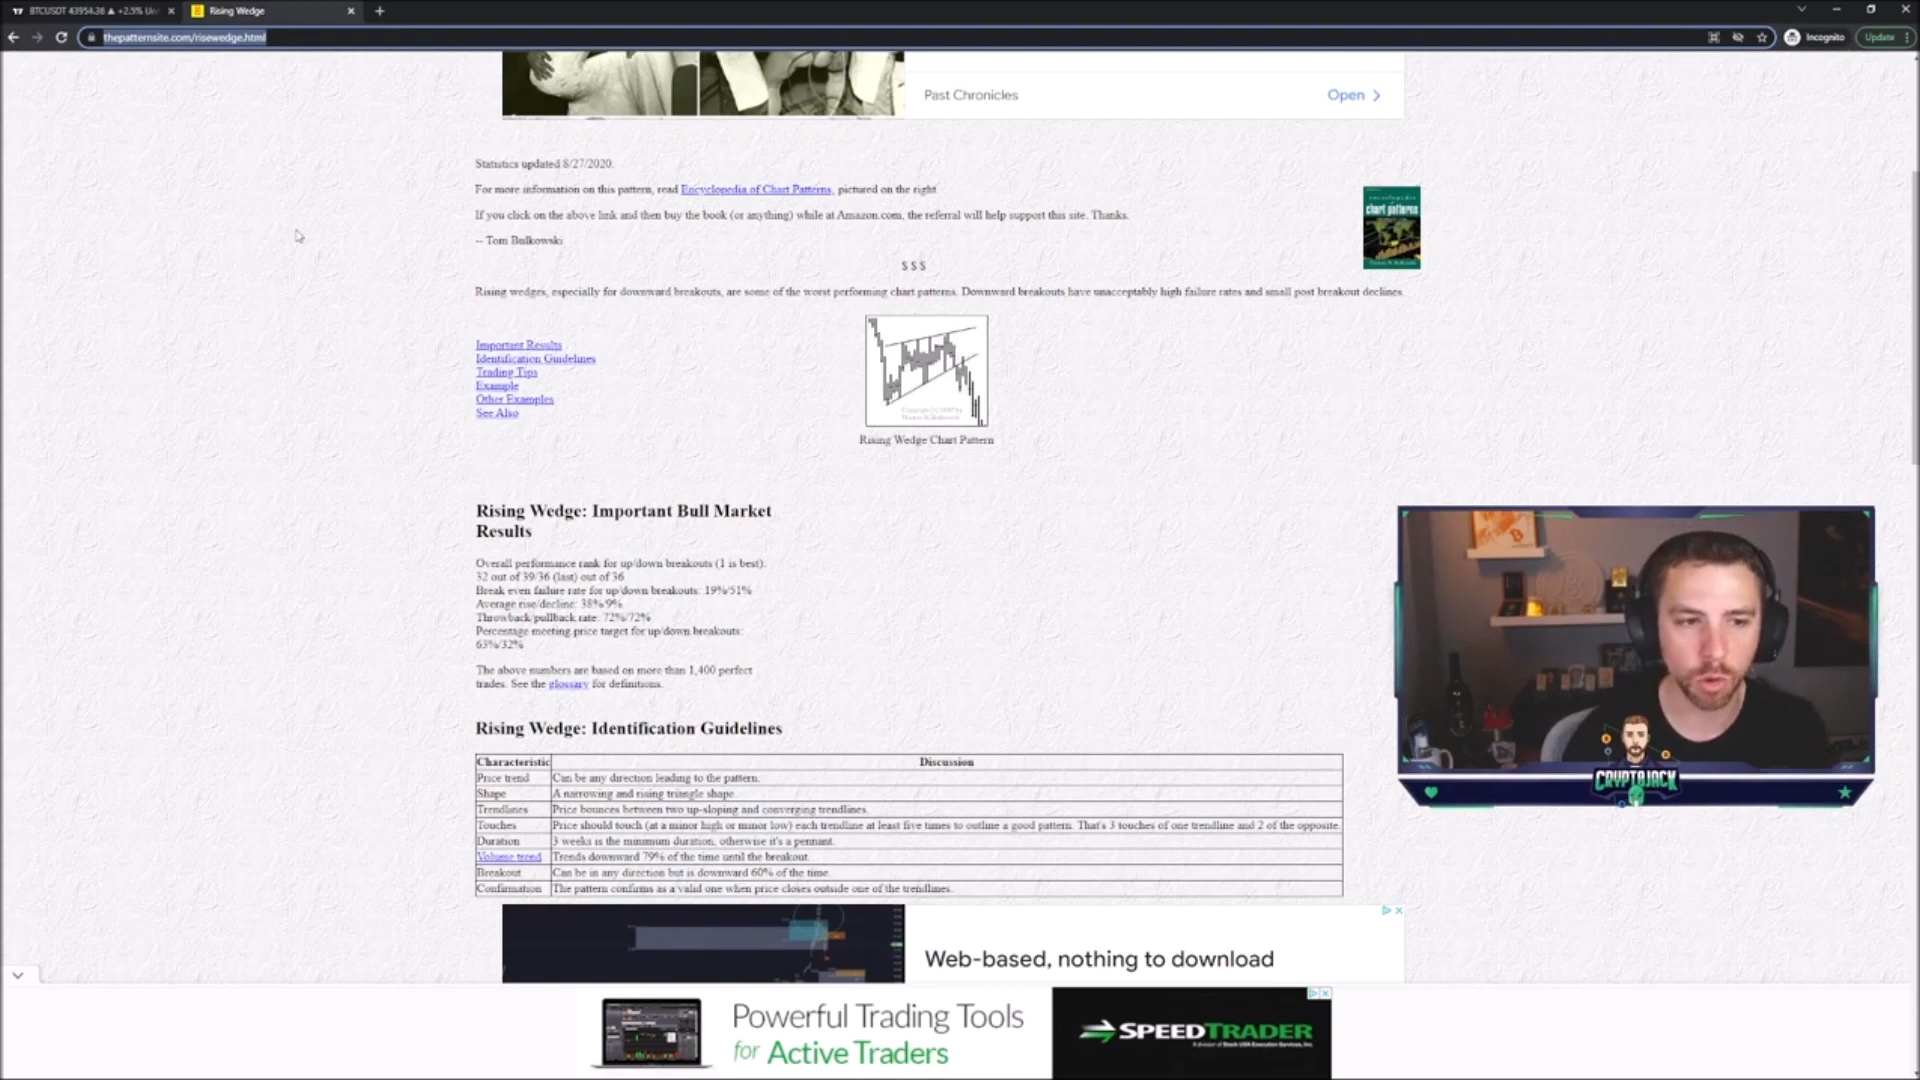 BTCUSDT 43954.36 ▲ +2.5% Un
Rising Wedge
thepatternsite.com/risewedge.html
Incognito
Update
Past Chronicles
Open
Statistics updated 8/27/2020.
For more information on this pattern, read Encyclopedia of Chart Patterns, pictured on the right
If you click on the above link and then buy the book (or anything) while at Amazon.com, the referral will help support this site. Thanks.
-- Tom Bulkowski
chart patterns
$ $ $
Rising wedges, especially for downward breakouts, are some of the worst performing chart patterns. Downward breakouts have unacceptably high failure rates and small post breakout declines.
Important Results
Identification Guidelines
Trading Tips
Example
Other Examples
See Also
Rising Wedge Chart Pattern
Rising Wedge: Important Bull Market
Results
Overall performance rank for up/down breakouts (1 is best):
32 out of 39/36 (last) out of 36
Break even failure rate for up/down breakouts: 19%/51%
Average rise/decline: 38%/9%
Throwback/pullback rate: 72%/72%
Percentage meeting price target for up/down breakouts:
63%/32%
The above numbers are based on more than 1,400 perfect
trades. See the glossary for definitions.
Rising Wedge: Identification Guidelines
Characteristic Discussion
Price trend Can be any direction leading to the pattern.
Shape A narrowing and rising triangle shape.
Trendlines Price bounces between two up-sloping and converging trendlines.
Touches Price should touch (at a minor high or minor low) each trendline at least five times to outline a good pattern. That's 3 touches of one trendline and 2 of the opposite.
Duration 3 weeks is the minimum duration, otherwise it's a pennant.
Volume trend Trends downward 79% of the time until the breakout.
Breakout Can be in any direction but is downward 60% of the time.
Confirmation The pattern confirms as a valid one when price closes outside one of the trendlines.
CRYPTOJACK
Web-based, nothing to download
Powerful Trading Tools
for Active Traders
SPEEDTRADER